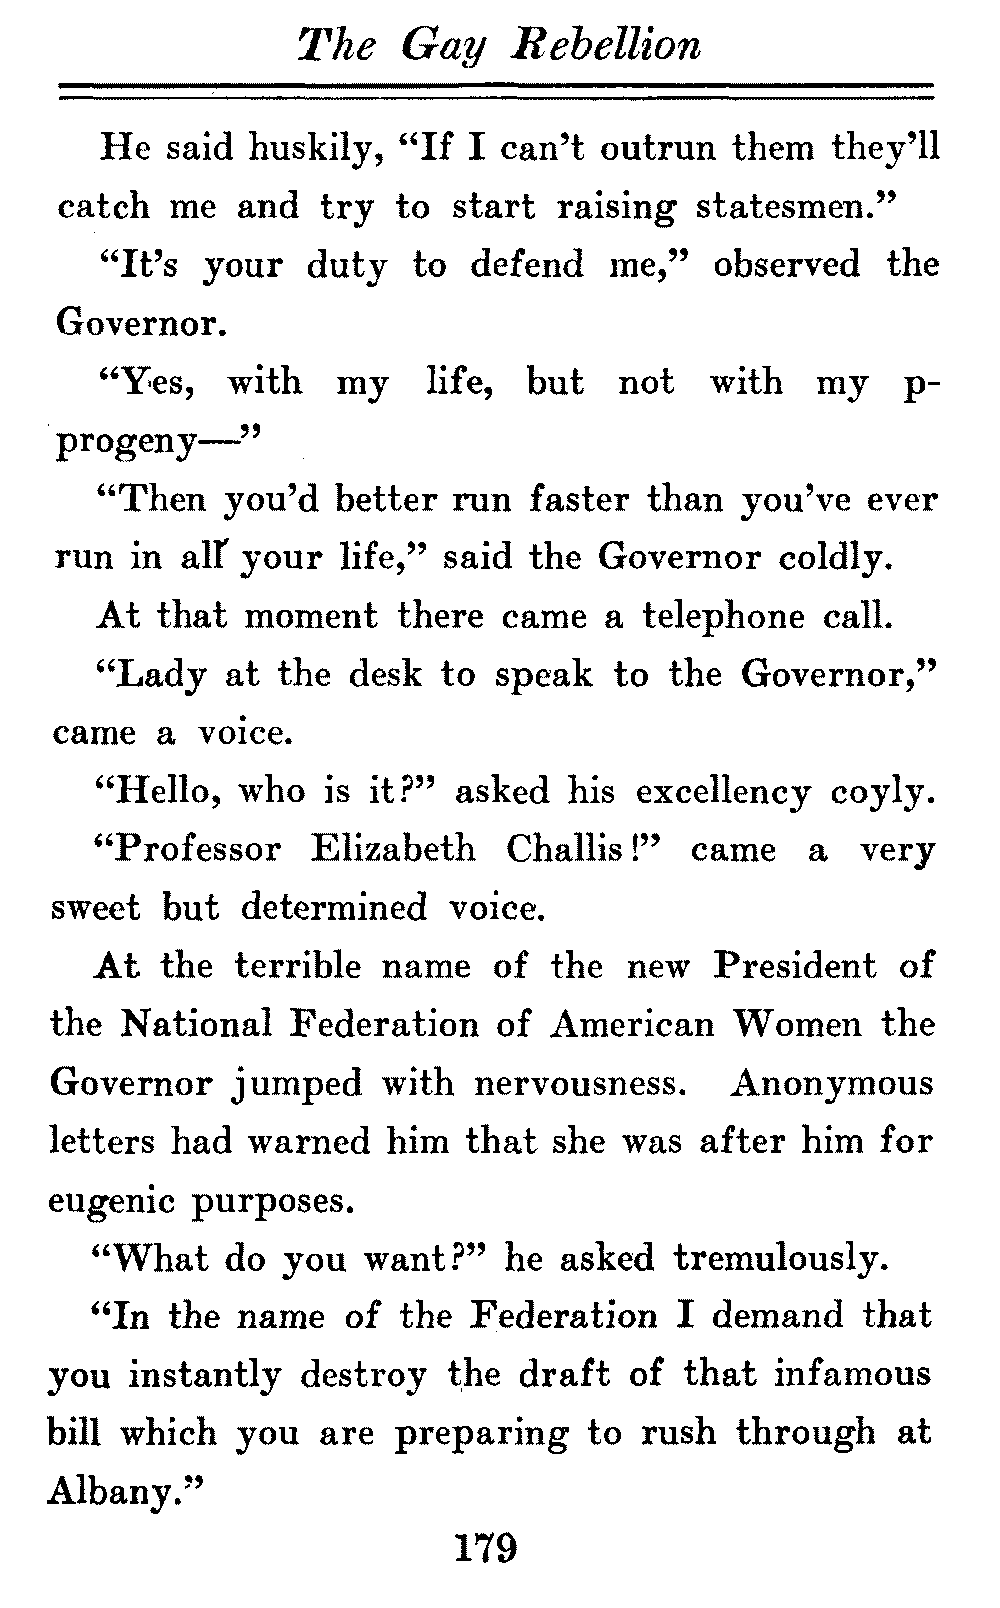 The Gay Rebellion
He said huskily, “If I can’t outrun them they’ll
catch me and try to start raising statesmen.”
“It’s your duty to defend me,” observed the
Governor.
“Yes, with my life, but not with my p-
progeny—”
“Then you’d better run faster than you’ve ever
run in all your life,” said the Governor coldly.
At that moment there came a telephone call.
“Lady at the desk to speak to the Governor,”
came a voice.
“Hello, who is it?” asked his excellency coyly.
“Professor Elizabeth Challis!” came a very
sweet but determined voice.
At the terrible name of the new President of
the National Federation of American Women the
Governor jumped with nervousness. Anonymous
letters had warned him that she was after him for
eugenic purposes.
“What do you want?” he asked tremulously.
“In the name of the Federation I demand that
you instantly destroy the draft of that infamous
bill which you are preparing to rush through at
Albany.”
179